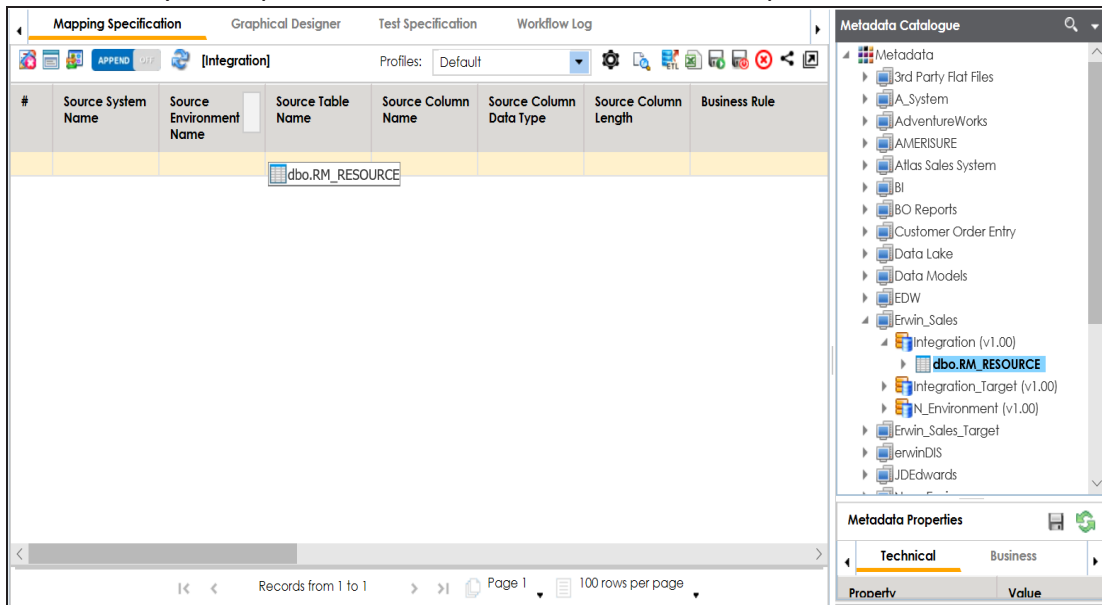 Mapping Specification
Graphical Designer
Test Specification
Workflow Log
APPEND
OFF
[Integration]
Profiles:
Default
ETL
#
Source System
Name
Source
Environment
Name
Source Table
Name
Source Column
Name
Source Column
Data Type
Source Column
Length
Business Rule
dbo.RM_RESOURCE
Records from 1 to 1
Page 1
100 rows per page
Metadata Catalogue
Metadata
3rd Party Flat Files
A_System
AdventureWorks
AMERISURE
Atlas Sales System
BI
BO Reports
Customer Order Entry
Data Lake
Data Models
EDW
Erwin_Sales
Integration (v1.00)
dbo.RM_RESOURCE
Integration_Target (v1.00)
N_Environment (v1.00)
Erwin_Sales_Target
erwinDIS
JDEdwards
Metadata Properties
Technical
Business
Property
Value